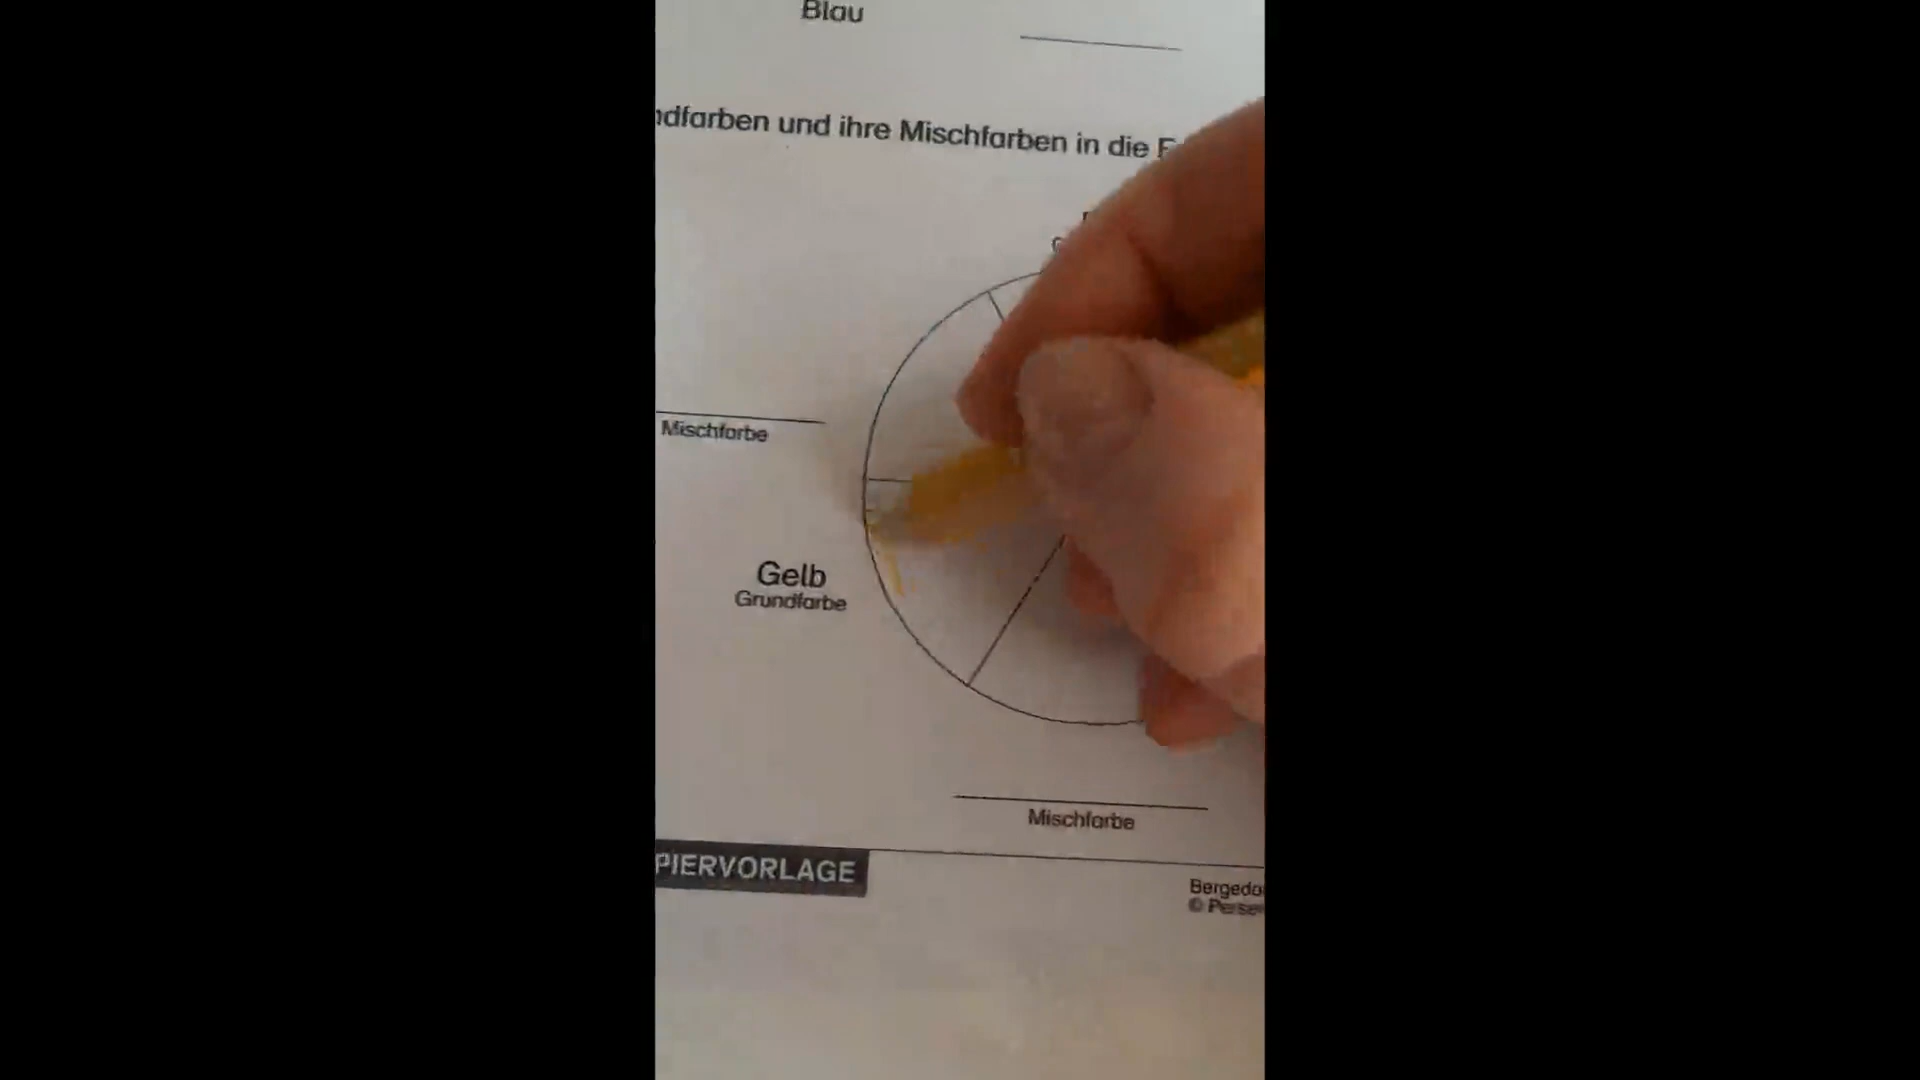 Blau
ndfarben und ihre Mischfarben in die F
Mischfarbe
Gelb
Grundfarbe
Mischfarbe
PIERVORLAGE
Bergedo
© Perse